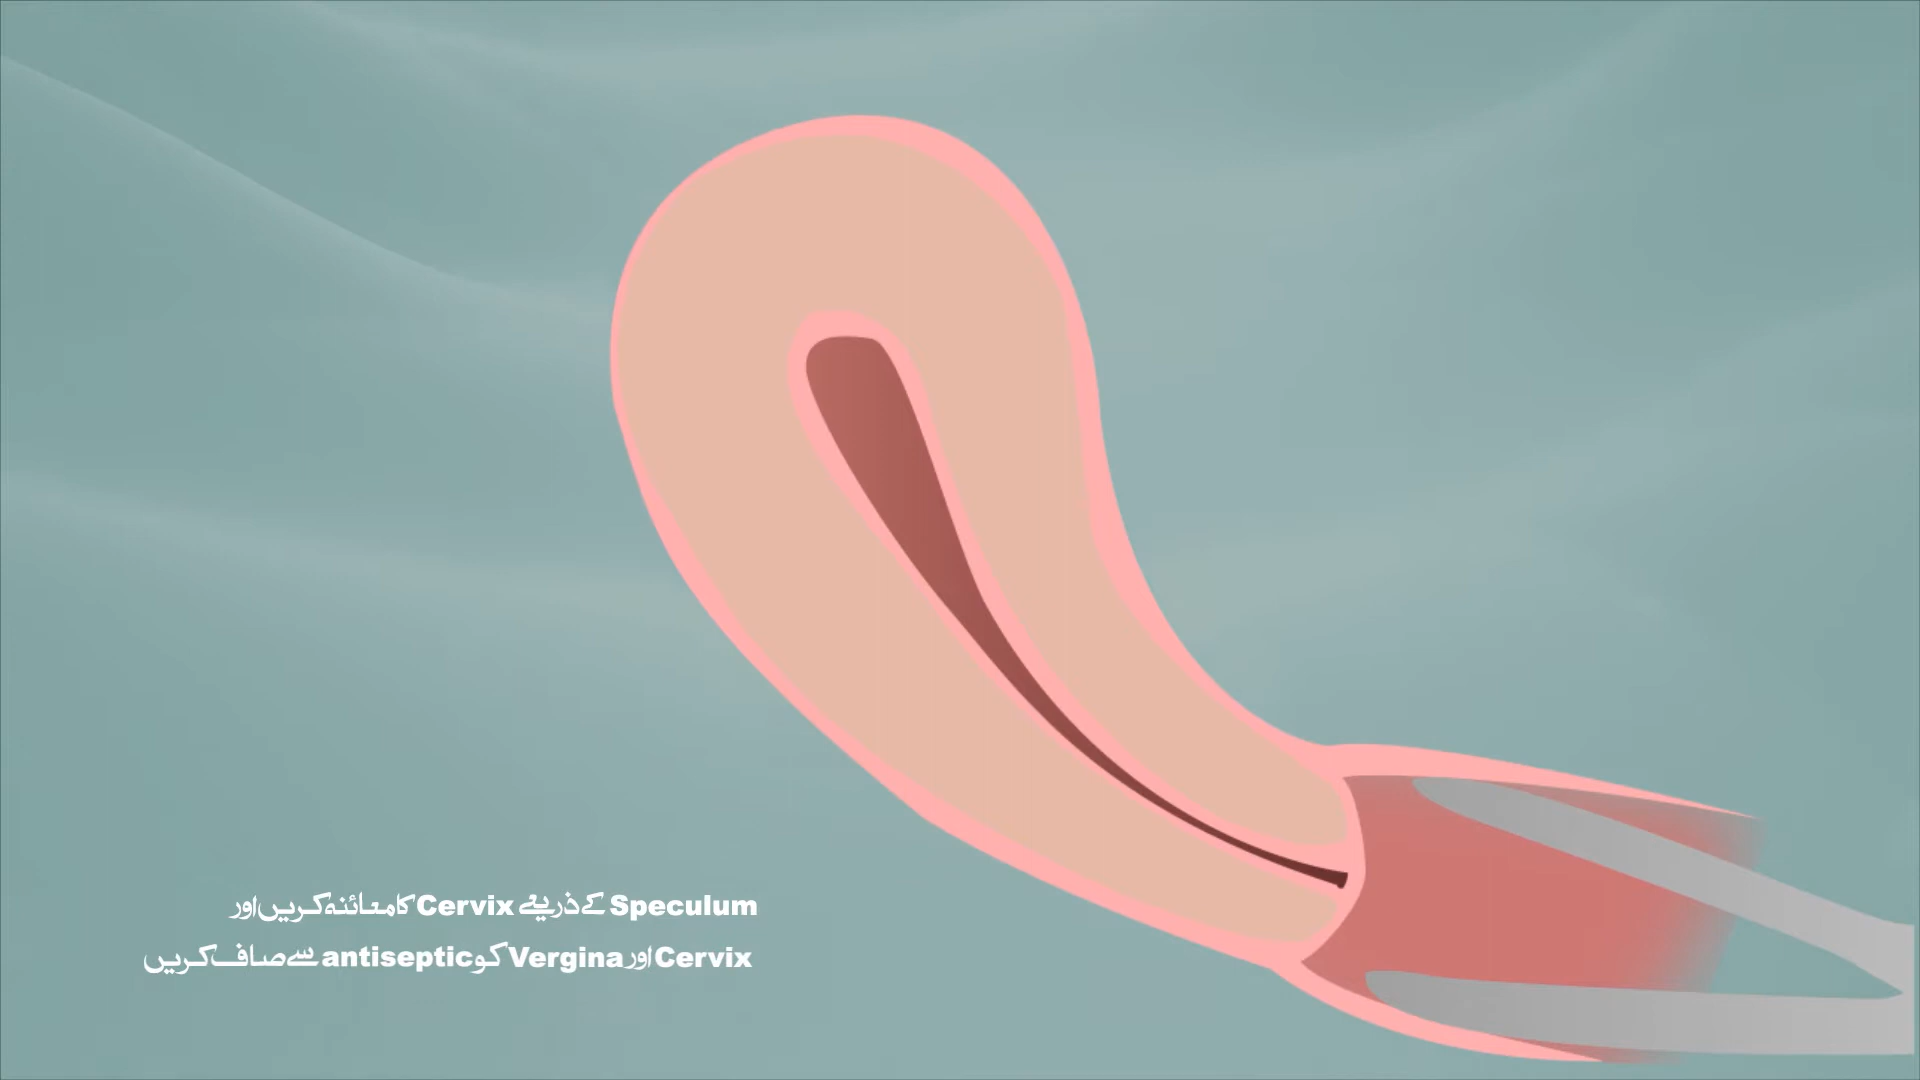 Speculum کے ذریعے Cervix کا معائنہ کریں اور
Cervix اور Vergina کو antiseptic سے صاف کریں